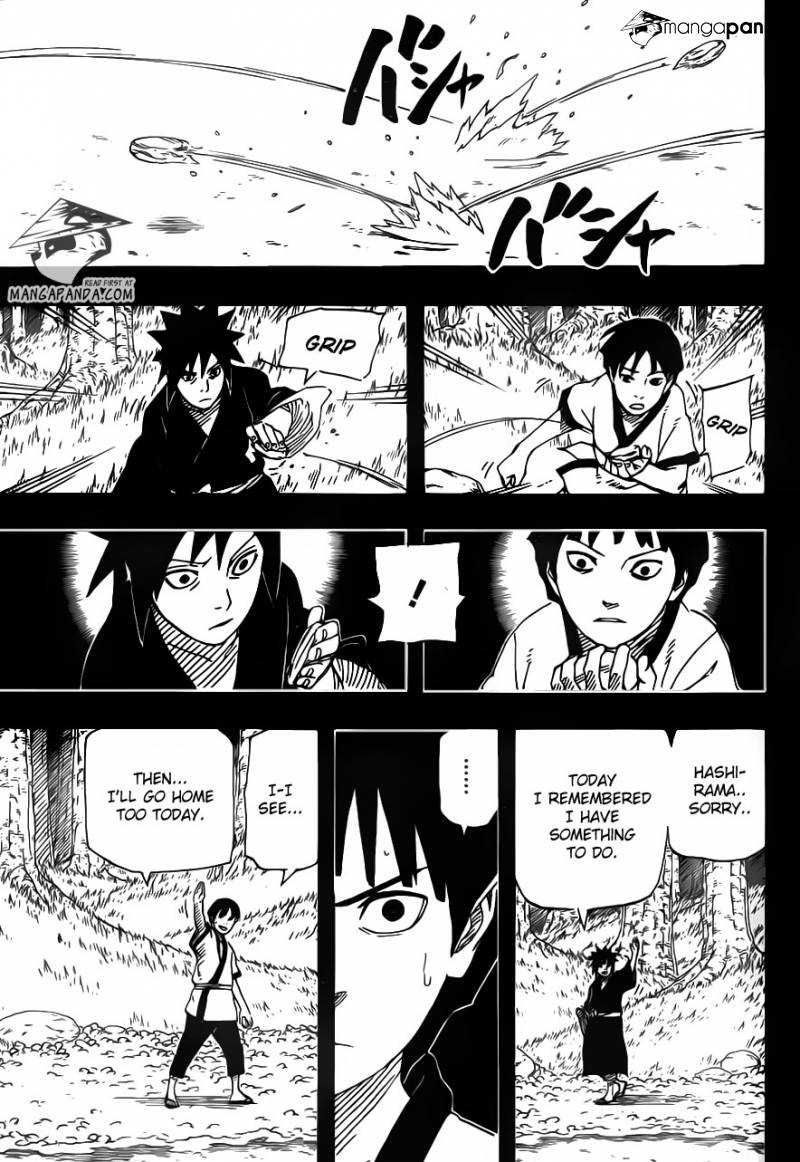 mangapan
バシャ
バシャ
READ FIRST AT
MANGAPANDA.COM
GRIP
GRIP
!
HASHI-
RAMA..
SORRY..
TODAY
I REMEMBERED
I HAVE
SOMETHING
TO DO.
........
I-I
SEE...
THEN...
I'LL GO HOME
TOO TODAY.